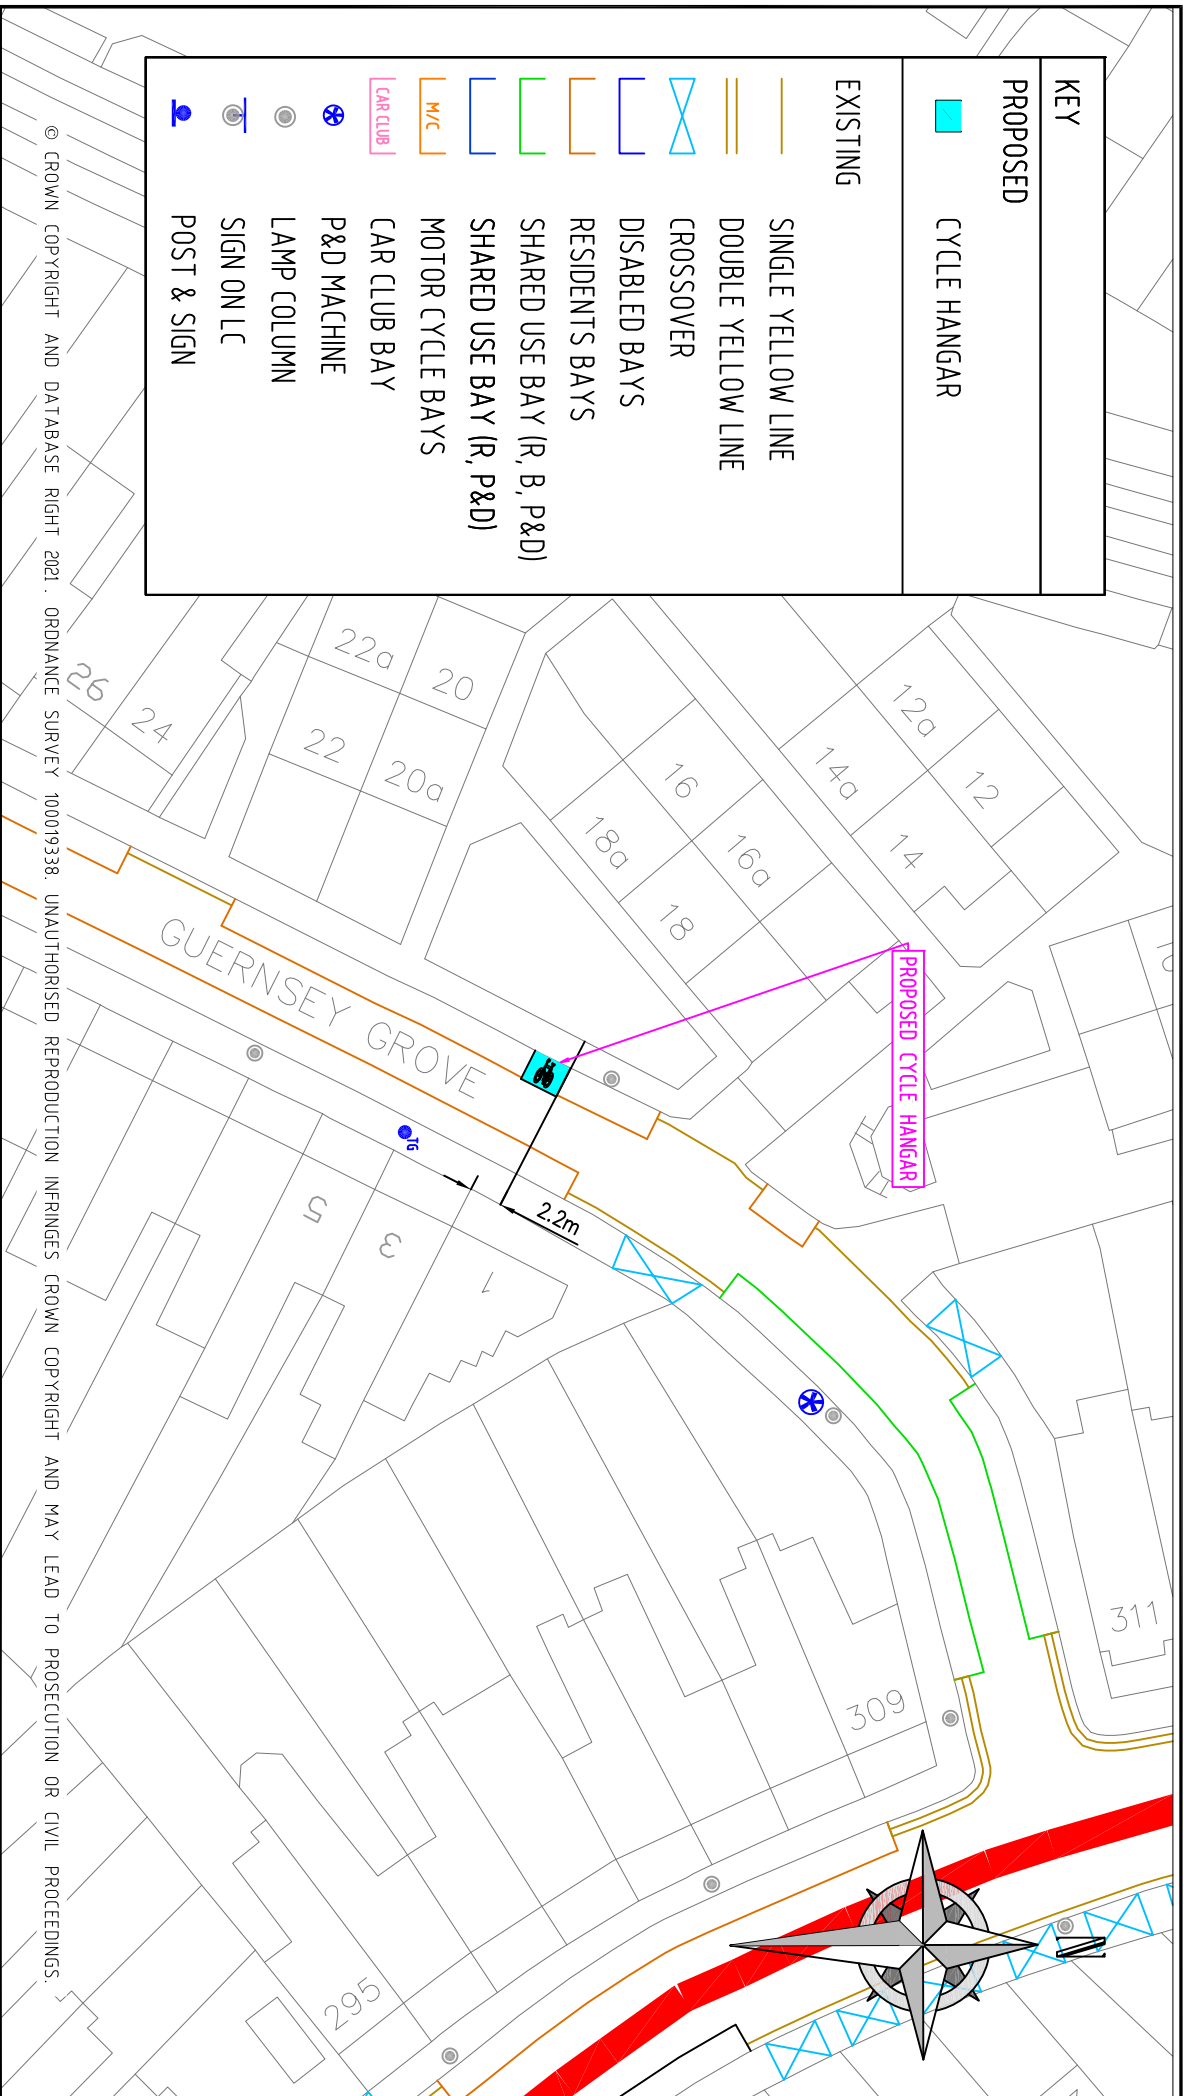 KEY
PROPOSED
CYCLE HANGAR
EXISTING
SINGLE YELLOW LINE
DOUBLE YELLOW LINE
CROSSOVER
DISABLED BAYS
RESIDENTS BAYS
SHARED USE BAY (R, B, P&D)
SHARED USE BAY (R, P&D)
M/C
MOTOR CYCLE BAYS
CAR CLUB
CAR CLUB BAY
P&D MACHINE
LAMP COLUMN
SIGN ON LC
POST & SIGN
12a
12
14a
14
16
16a
18a
18
20
20a
22a
22
24
26
PROPOSED CYCLE HANGAR
GUERNSEY GROVE
TG
2.2m
5
3
1
311
309
295
N
© CROWN COPYRIGHT AND DATABASE RIGHT 2021. ORDNANCE SURVEY 100019338. UNAUTHORISED REPRODUCTION INFRINGES CROWN COPYRIGHT AND MAY LEAD TO PROSECUTION OR CIVIL PROCEEDINGS.